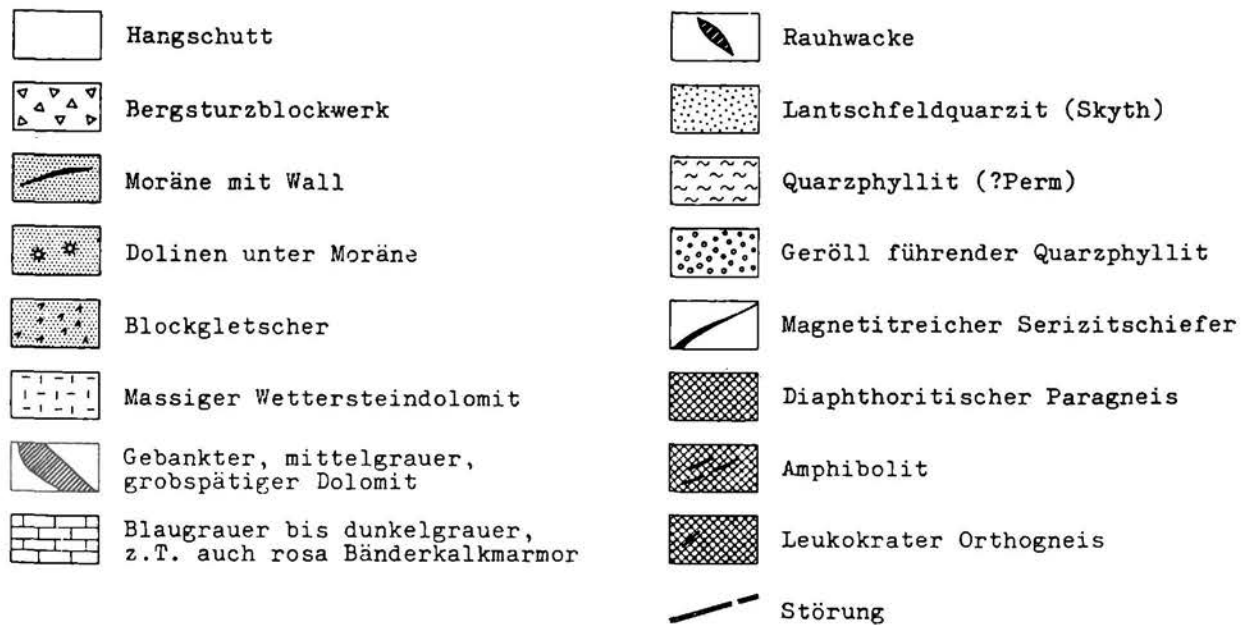 Hangschutt
Bergsturzblockwerk
Moräne mit Wall
Dolinen unter Moräne
Blockgletscher
Massiger Wettersteindolomit
Gebankter, mittelgrauer,
grobspätiger Dolomit
Blaugrauer bis dunkelgrauer,
z.T. auch rosa Bänderkalkmarmor
Rauhwacke
Lantschfeldquarzit (Skyth)
Quarzphyllit (?Perm)
Geröll führender Quarzphyllit
Magnetitreicher Serizitschiefer
Diaphthoritischer Paragneis
Amphibolit
Leukokrater Orthogneis
Störung